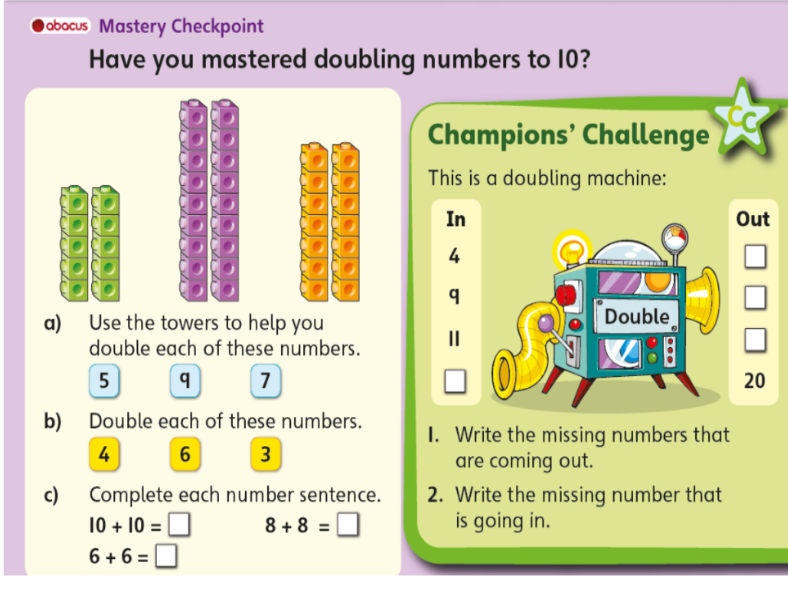 abacus Mastery Checkpoint
Have you mastered doubling numbers to 10?
a) Use the towers to help you
double each of these numbers.
5 9 7
b) Double each of these numbers.
4 6 3
c) Complete each number sentence.
10 + 10 = 8 + 8 =
6 + 6 =
CC
Champions’ Challenge
This is a doubling machine:
In Out
4
9
11
20
Double
1. Write the missing numbers that
are coming out.
2. Write the missing number that
is going in.